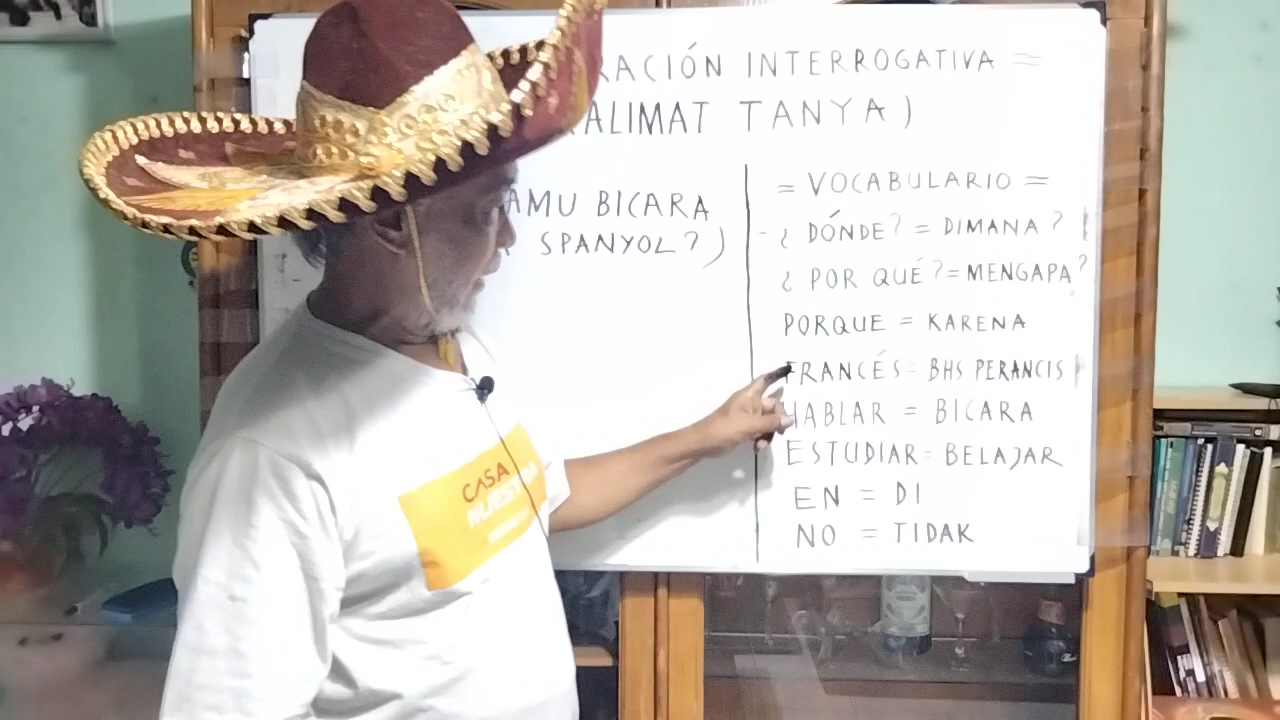 RACIÓN INTERROGATIVA =
KALIMAT TANYA)
AMU BICARA
SPANYOL?)
= VOCABULARIO =
¿ DÓNDE? = DIMANA?
¿ POR QUÉ? = MENGAPA?
PORQUE = KARENA
FRANCÉS = BHS PERANCIS
HABLAR = BICARA
ESTUDIAR = BELAJAR
EN = DI
NO = TIDAK
CASA